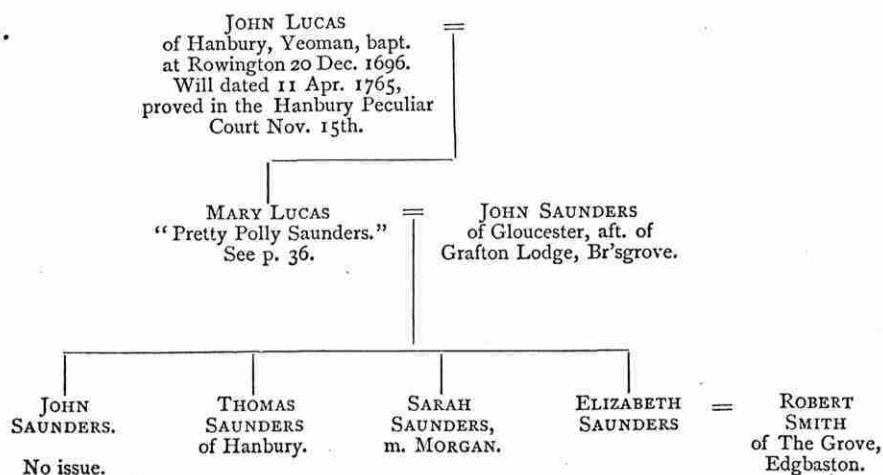 JOHN LUCAS =
of Hanbury, Yeoman, bapt.
at Rowington 20 Dec. 1696.
Will dated 11 Apr. 1765,
proved in the Hanbury Peculiar
Court Nov. 15th.
MARY LUCAS = JOHN SAUNDERS
"Pretty Polly Saunders." of Gloucester, aft. of
See p. 36. Grafton Lodge, Br'sgrove.
JOHN THOMAS SARAH ELIZABETH = ROBERT
SAUNDERS. SAUNDERS SAUNDERS, SAUNDERS SMITH
of Hanbury. m. MORGAN. of The Grove,
No issue. Edgbaston.